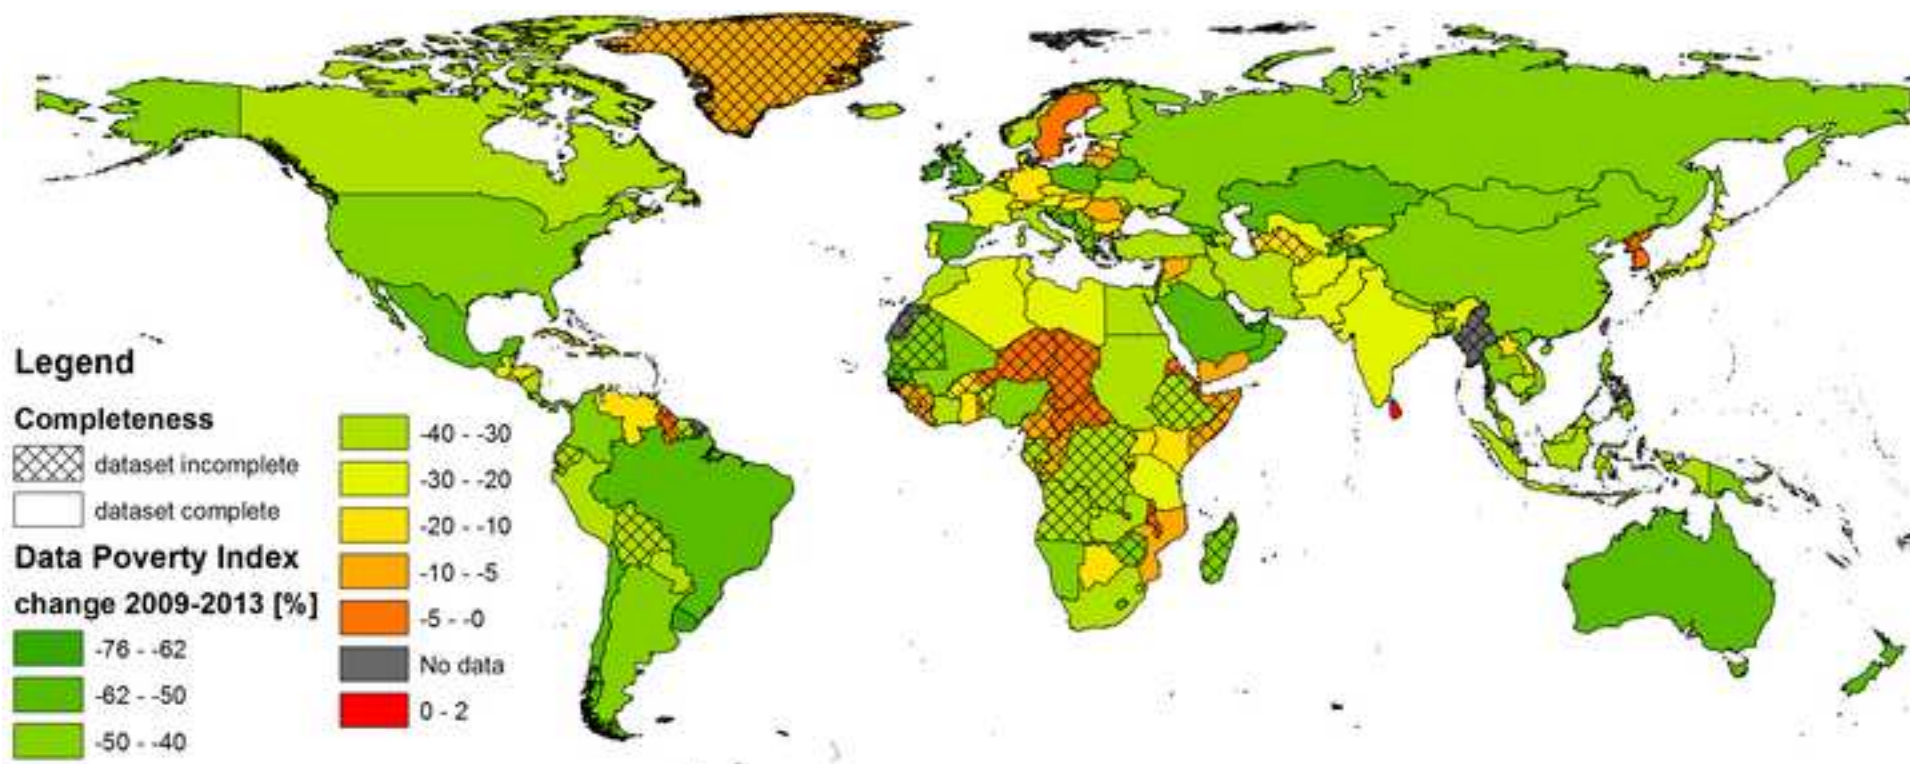 Legend
Completeness
dataset incomplete
dataset complete
Data Poverty Index
change 2009-2013 [%]
-76 - -62
-62 - -50
-50 - -40
-40 - -30
-30 - -20
-20 - -10
-10 - -5
-5 - -0
No data
0 - 2